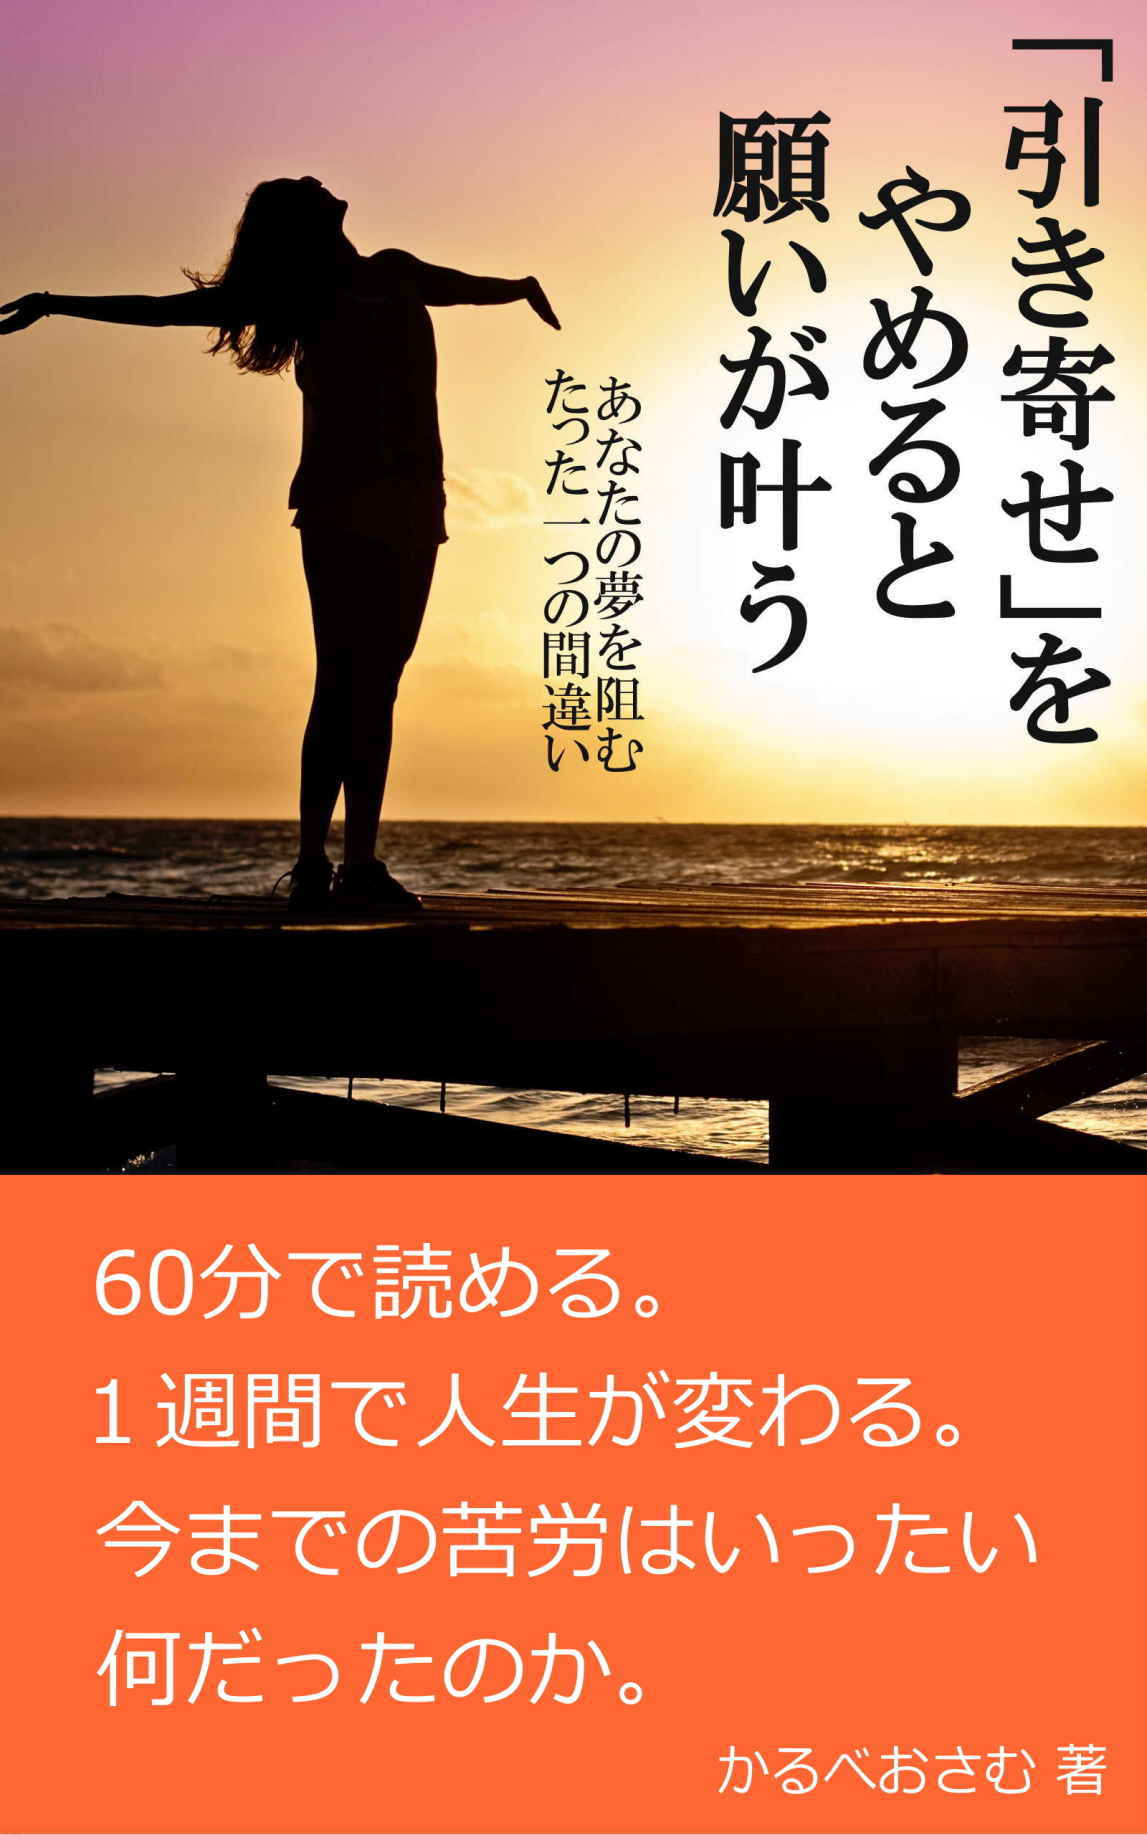 「引き寄せ」を
やめると
願いが叶う
あなたの夢を阻む
たった一つの間違い
60分で読める。
１週間で人生が変わる。
今までの苦労はいったい
何だったのか。
かるべおさむ 著